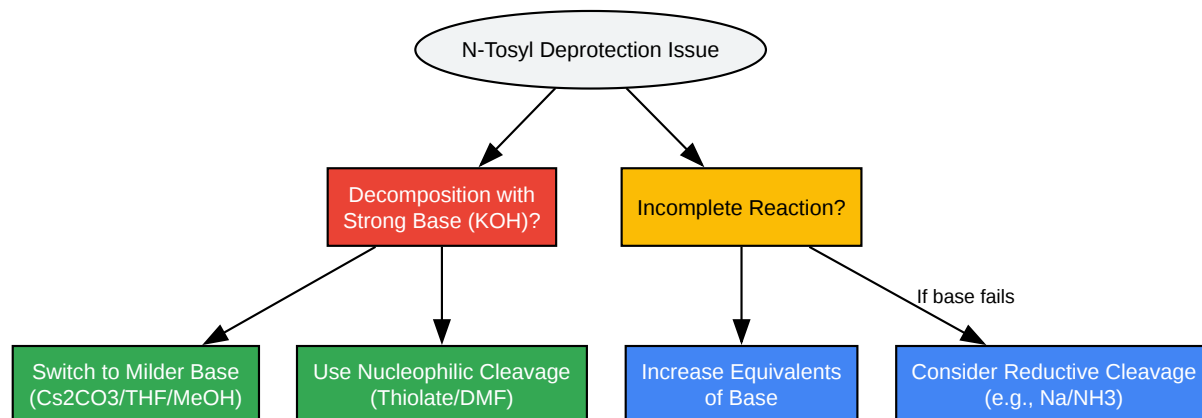 N-Tosyl Deprotection Issue
Decomposition with
Strong Base (KOH)?
Incomplete Reaction?
If base fails
Switch to Milder Base
(Cs2CO3/THF/MeOH)
Use Nucleophilic Cleavage
(Thiolate/DMF)
Increase Equivalents
of Base
Consider Reductive Cleavage
(e.g., Na/NH3)